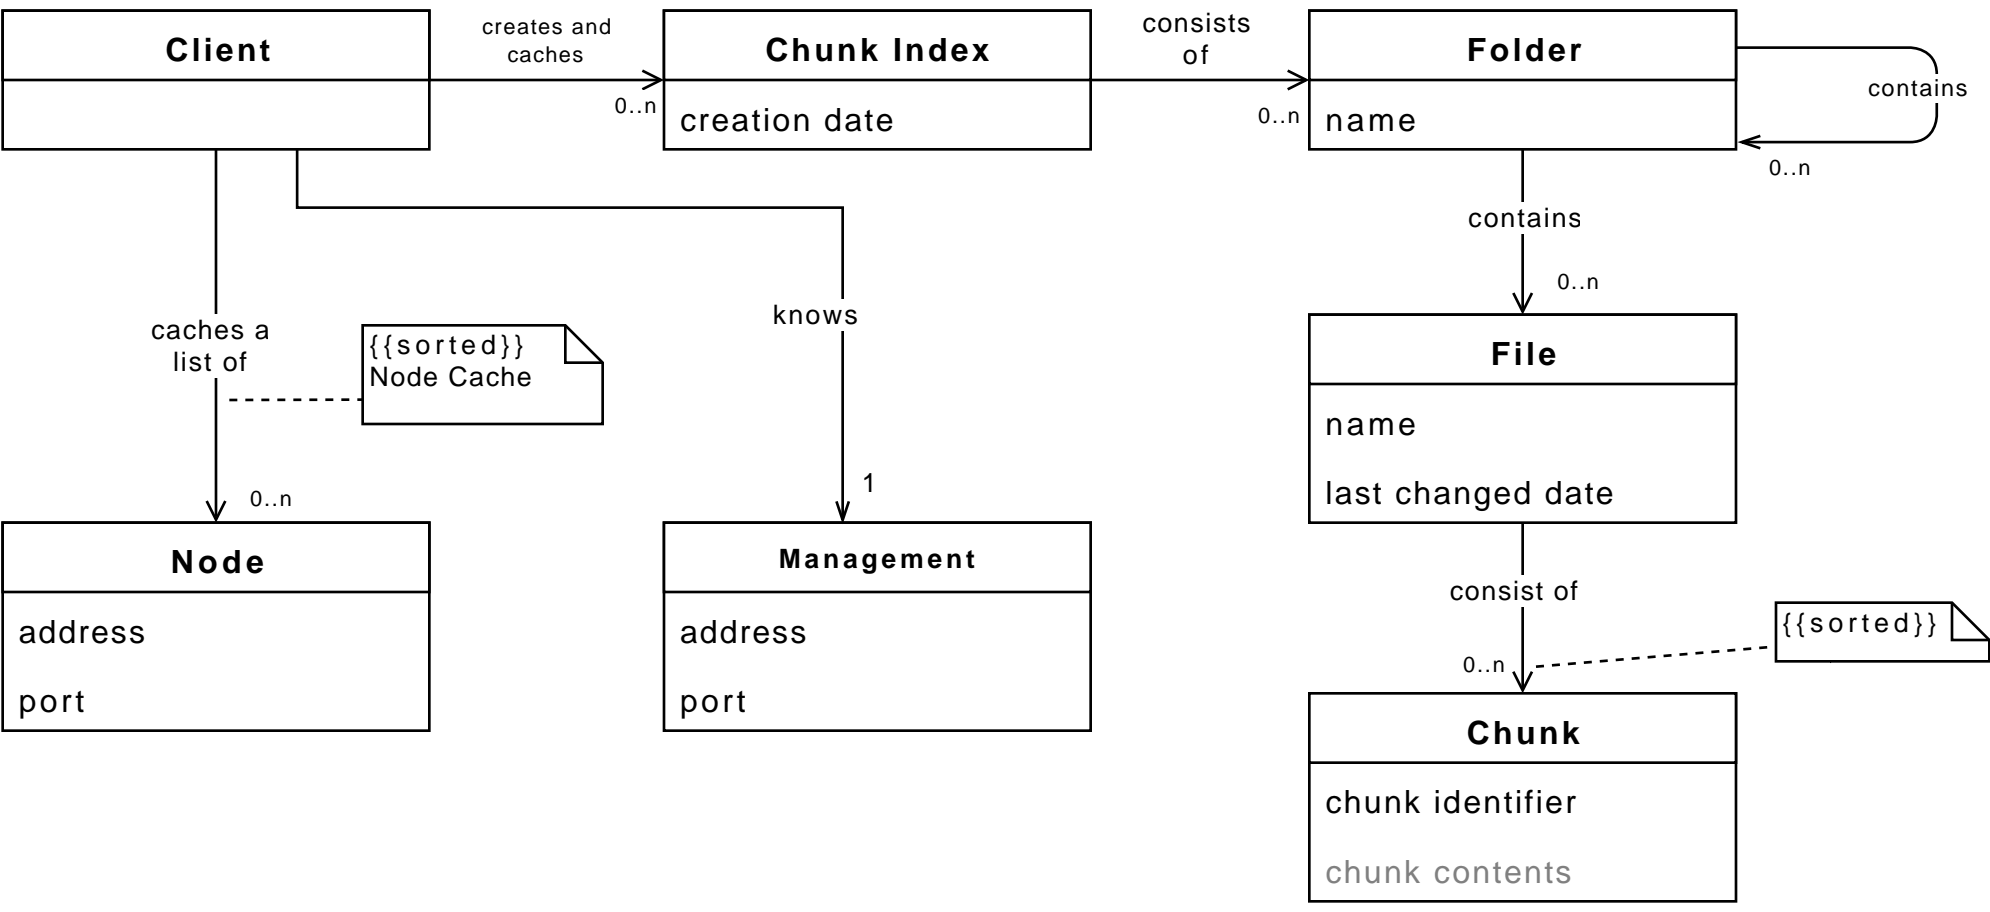 Client
creates and
caches
0..n
Chunk Index
creation date
consists
of
0..n
Folder
name
contains
0..n
contains
0..n
caches a
list of
{{sorted}}
Node Cache
0..n
knows
1
File
name
last changed date
Node
address
port
Management
address
port
consist of
0..n
{{sorted}}
Chunk
chunk identifier
chunk contents